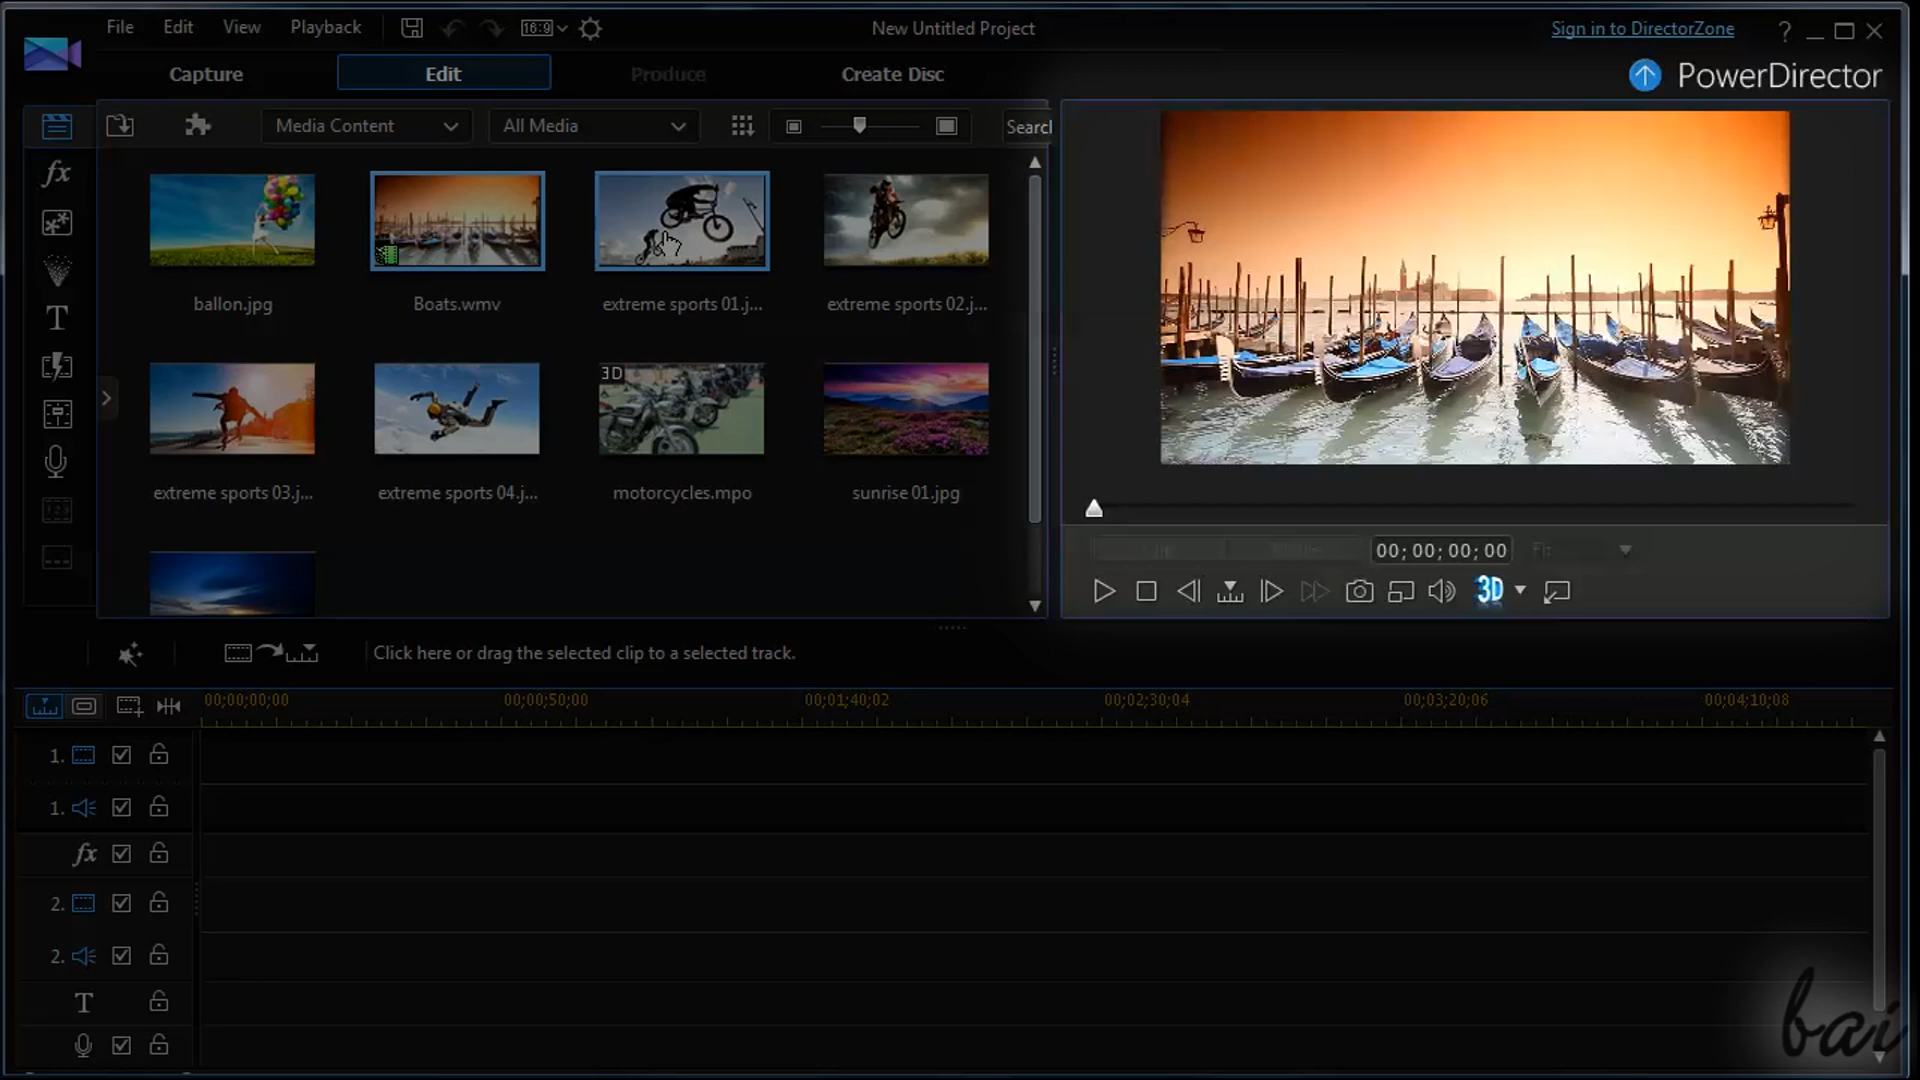 File Edit View Playback 16:9 New Untitled Project Sign in to DirectorZone ?
Capture Edit Produce Create Disc PowerDirector
Media Content All Media Search
fx
T
ballon.jpg Boats.wmv extreme sports 01.j... extreme sports 02.j...
3D
extreme sports 03.j... extreme sports 04.j... motorcycles.mpo sunrise 01.jpg
00;00;00;00 Fit
3D
Click here or drag the selected clip to a selected track.
00;00;00;00 00;00;50;00 00;01;40;02 00;02;30;04 00;03;20;06 00;04;10;08
1.
1.
fx
2.
2.
T
bai